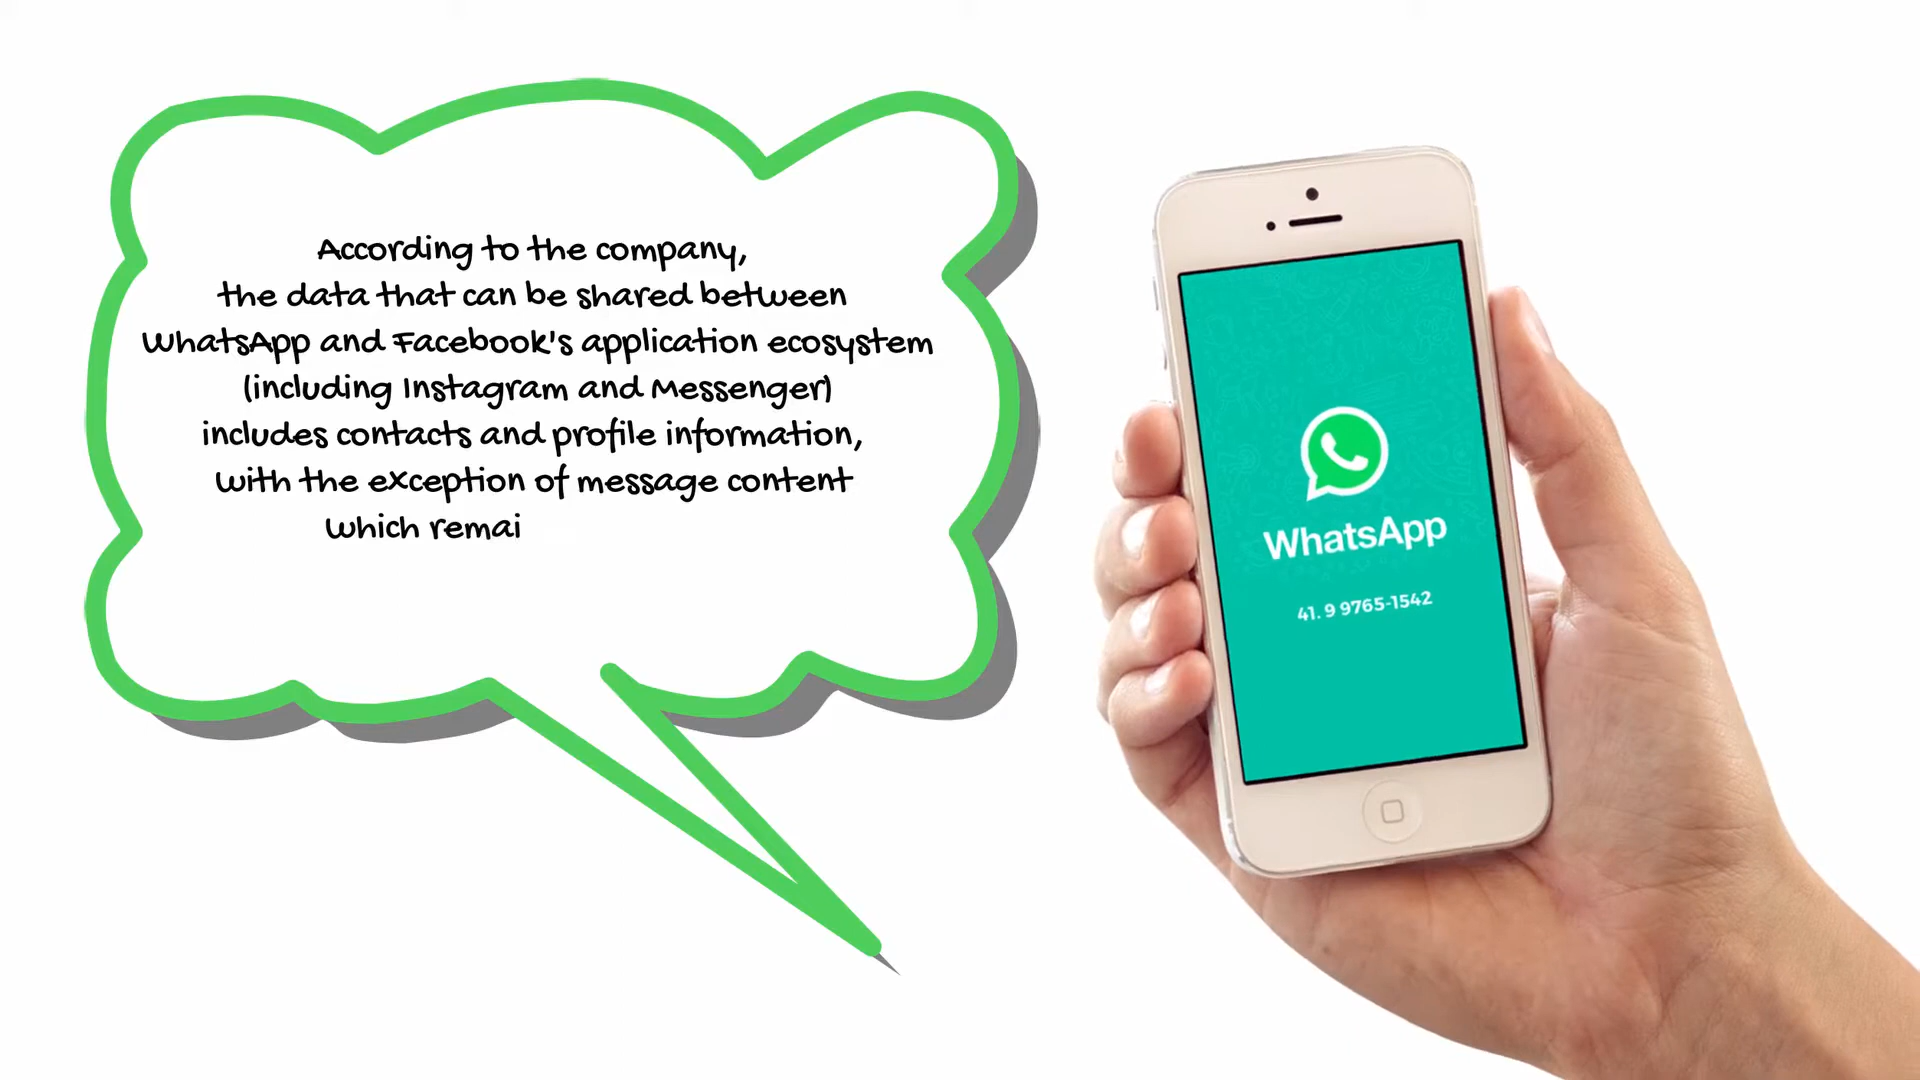 According to the company,
the data that can be shared between
WhatsApp and Facebook's application ecosystem
(including Instagram and Messenger)
includes contacts and profile information,
with the exception of message content
which remai
WhatsApp
41. 9 9765-1542